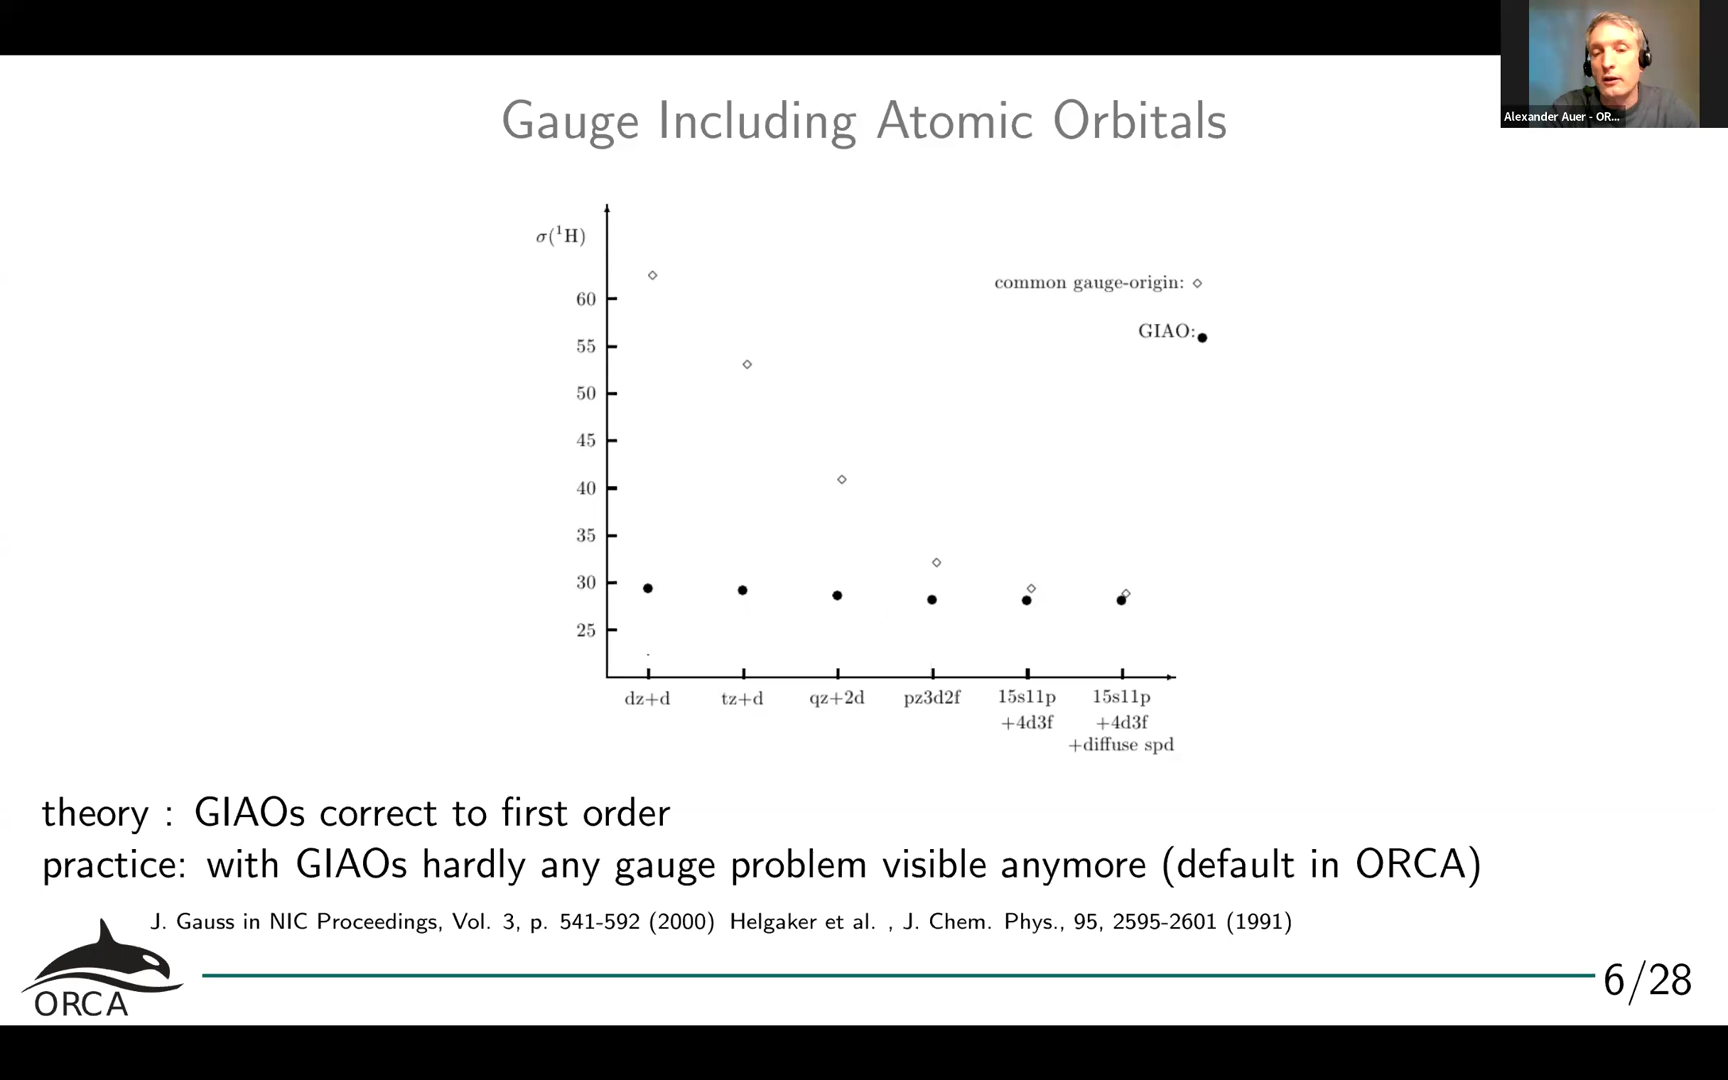 Alexander Auer - OR...
Gauge Including Atomic Orbitals
σ(¹H)
common gauge-origin: ◇
GIAO: ●
60
55
50
45
40
35
30
25
dz+d tz+d qz+2d pz3d2f 15s11p 15s11p
+4d3f +4d3f
+diffuse spd
theory : GIAOs correct to first order
practice: with GIAOs hardly any gauge problem visible anymore (default in ORCA)
J. Gauss in NIC Proceedings, Vol. 3, p. 541-592 (2000) Helgaker et al. , J. Chem. Phys., 95, 2595-2601 (1991)
ORCA
6/28